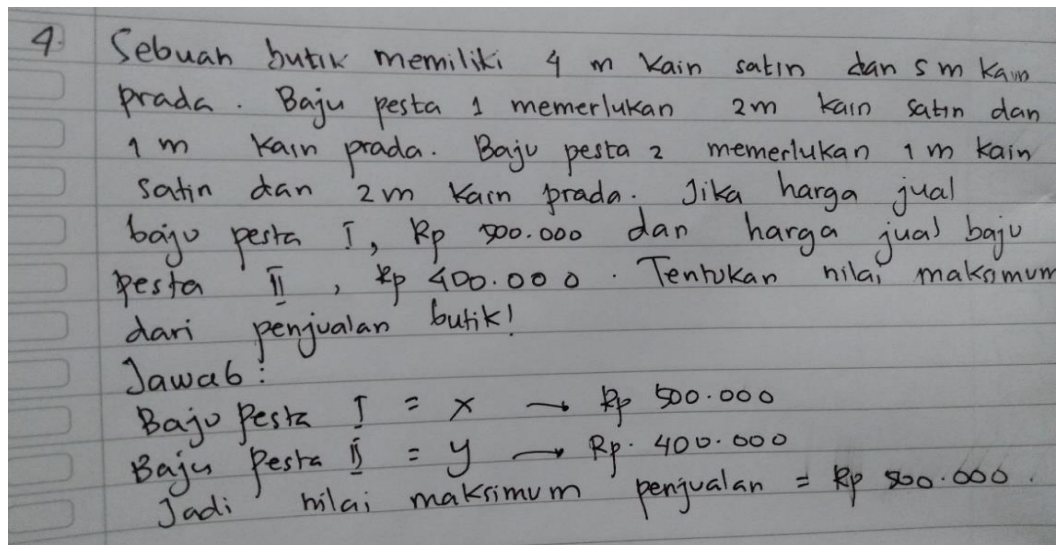 4. Sebuah butik memiliki 4 m kain satin dan 5 m kain
prada. Baju pesta 1 memerlukan 2m kain satin dan
1 m kain prada. Baju pesta 2 memerlukan 1 m kain
satin dan 2 m kain prada. Jika harga jual
baju pesta I, Rp 500.000 dan harga jual baju
pesta II, Rp 400.000. Tentukan nilai maksimum
dari penjualan butik!
Jawab :
Baju Pesta I = x → Rp 500.000
Baju Pesta II = y → Rp. 400.000
Jadi nilai maksimum penjualan = Rp 800.000.